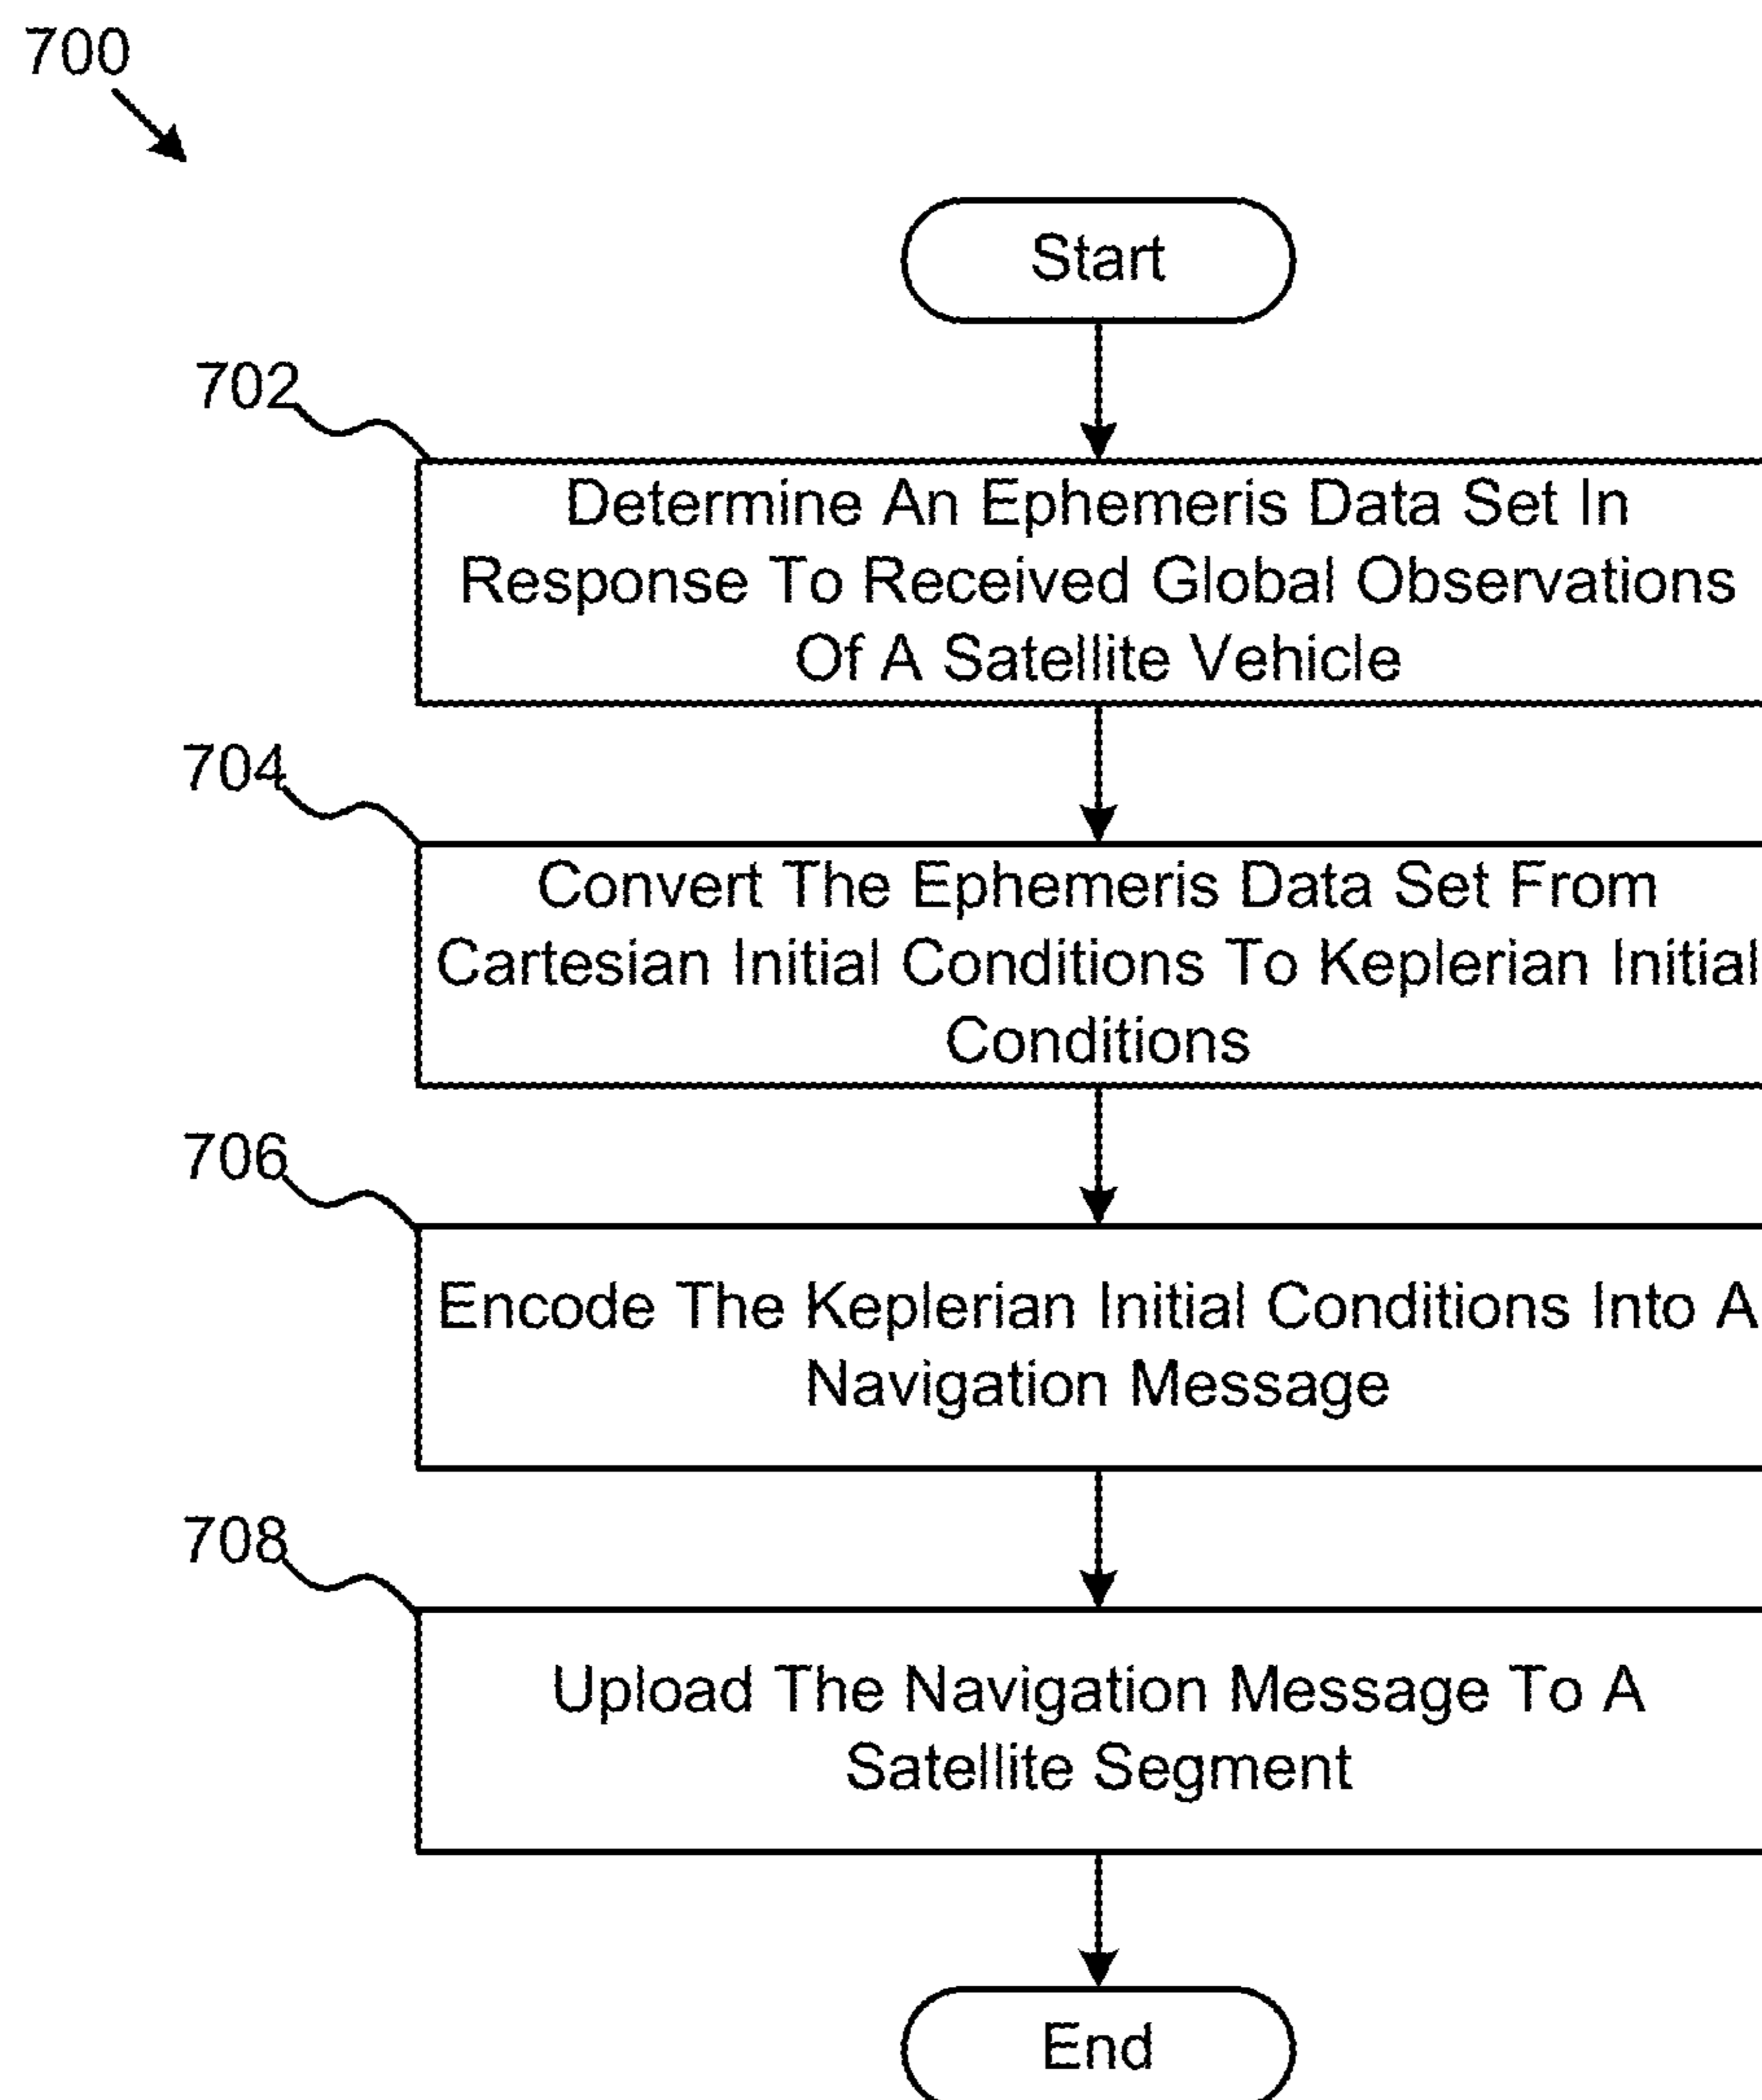 700
Start
702
Determine An Ephemeris Data Set In
Response To Received Global Observations
Of A Satellite Vehicle
704
Convert The Ephemeris Data Set From
Cartesian Initial Conditions To Keplerian Initial
Conditions
706
Encode The Keplerian Initial Conditions Into A
Navigation Message
708
Upload The Navigation Message To A
Satellite Segment
End